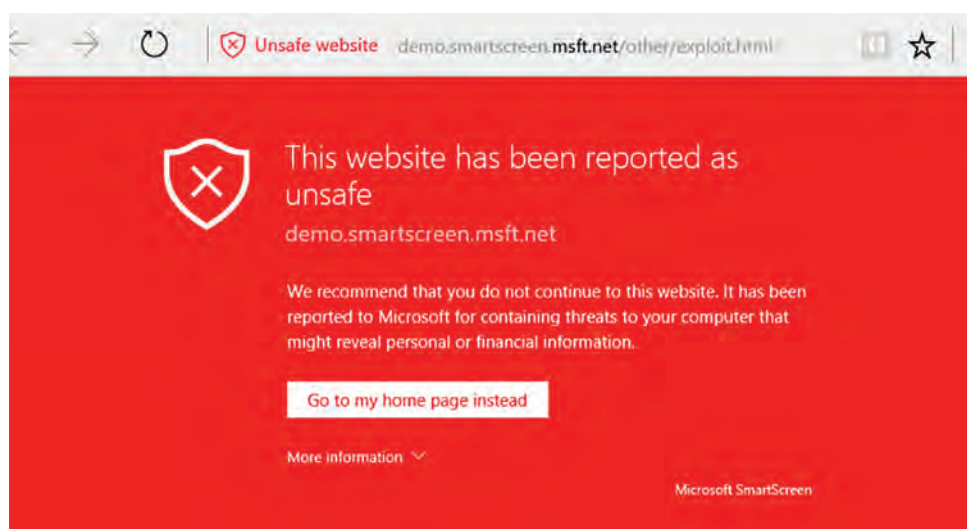 Unsafe website demo.smartscreen.msft.net/other/exploit.html
This website has been reported as
unsafe
demo.smartscreen.msft.net
We recommend that you do not continue to this website. It has been
reported to Microsoft for containing threats to your computer that
might reveal personal or financial information.
Go to my home page instead
More information
Microsoft SmartScreen